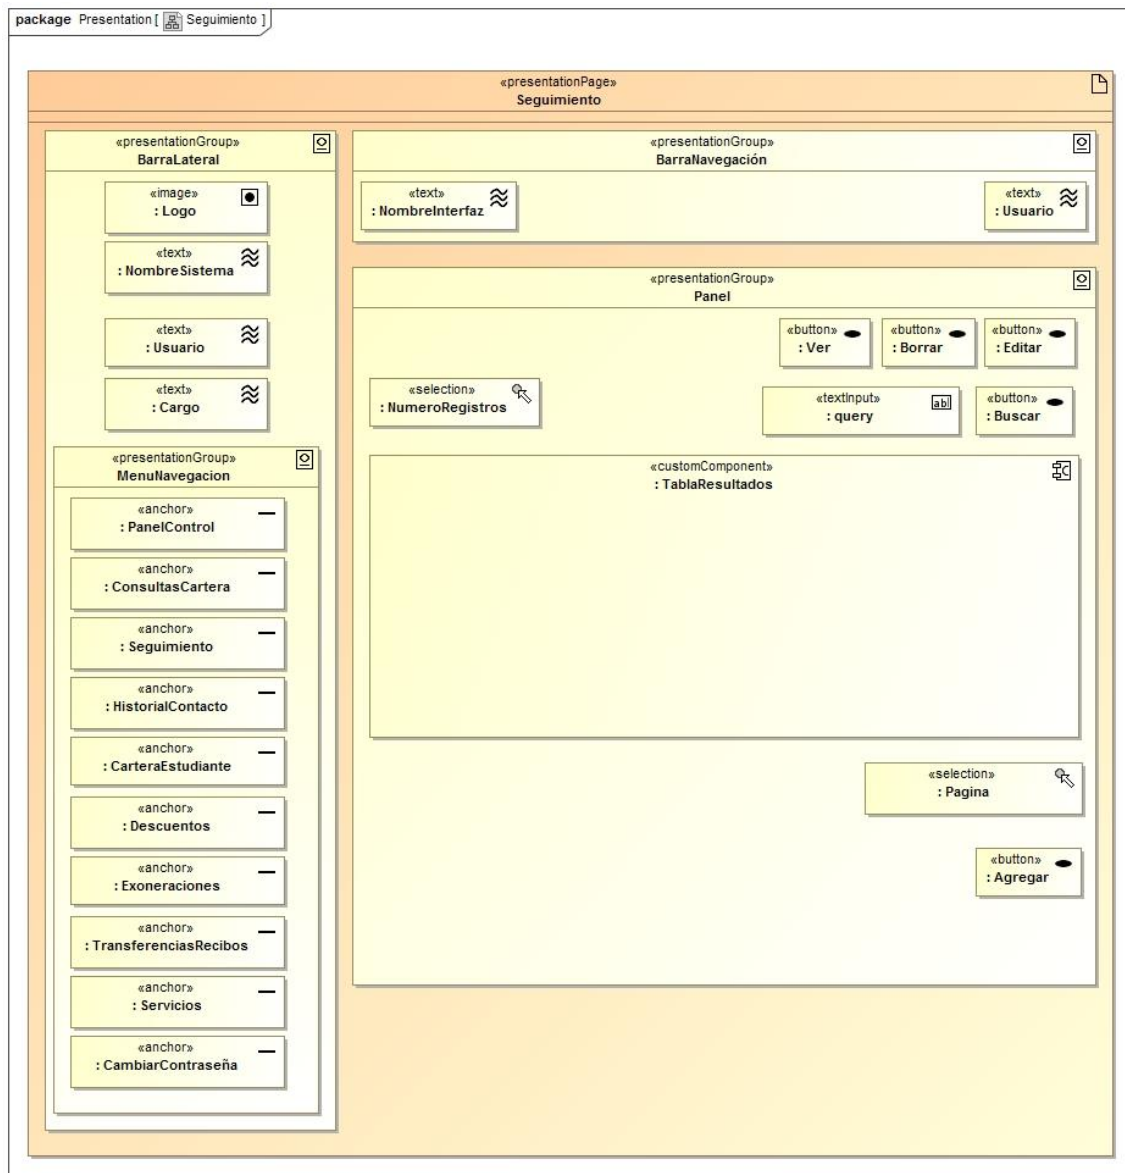 package Presentation [ Seguimiento ]
«presentationPage»
Seguimiento
«presentationGroup»
BarraLateral
«image»
: Logo
«text»
: NombreSistema
«text»
: Usuario
«text»
: Cargo
«presentationGroup»
MenuNavegacion
«anchor»
: PanelControl
«anchor»
: ConsultasCartera
«anchor»
: Seguimiento
«anchor»
: HistorialContacto
«anchor»
: CarteraEstudiante
«anchor»
: Descuentos
«anchor»
: Exoneraciones
«anchor»
: TransferenciasRecibos
«anchor»
: Servicios
«anchor»
: CambiarContraseña
«presentationGroup»
BarraNavegación
«text»
: NombreInterfaz
«text»
: Usuario
«presentationGroup»
Panel
«button»
: Ver
«button»
: Borrar
«button»
: Editar
«selection»
: NumeroRegistros
«textInput»
: query
ab
«button»
: Buscar
«customComponent»
: TablaResultados
«selection»
: Pagina
«button»
: Agregar